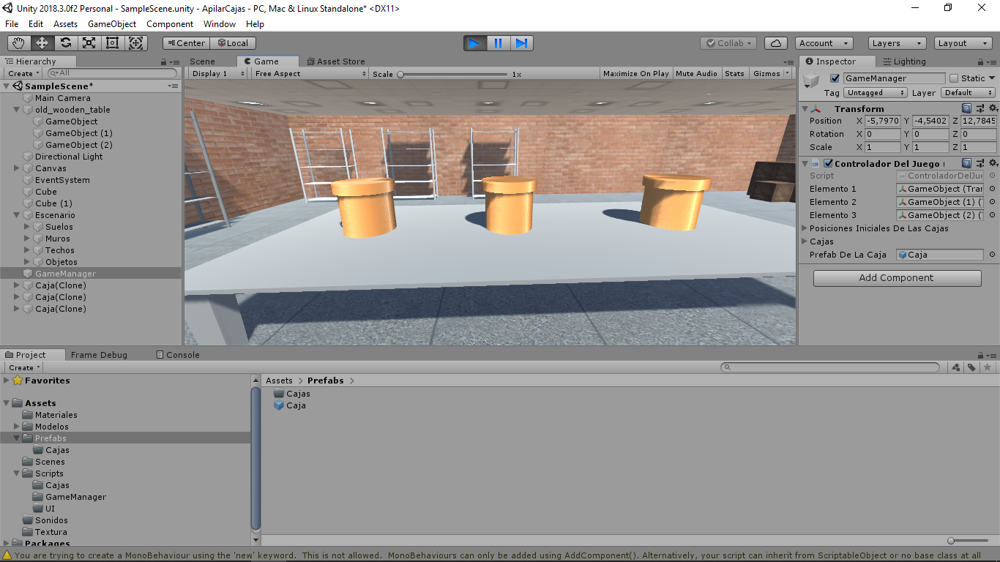 Unity 2018.3.0f2 Personal - SampleScene.unity - ApilarCajas - PC, Mac & Linux Standalone* <DX11>
File Edit Assets GameObject Component Window Help
Center Local Collab Account Layers Layout
Hierarchy
Create All
SampleScene*
Main Camera
old_wooden_table
GameObject
GameObject (1)
GameObject (2)
Directional Light
Canvas
EventSystem
Cube
Cube (1)
Escenario
Suelos
Muros
Techos
Objetos
GameManager
Caja(Clone)
Caja(Clone)
Caja(Clone)
Scene Game Asset Store
Display 1 Free Aspect Scale 1x Maximize On Play Mute Audio Stats Gizmos
Inspector Lighting
GameManager Static
Tag Untagged Layer Default
Transform
Position X -5,7970 Y -4,5402 Z 12,7845
Rotation X 0 Y 0 Z 0
Scale X 1 Y 1 Z 1
Controlador Del Juego (
Script ControladorDelJue
Elemento 1 GameObject (Tran
Elemento 2 GameObject (1) (
Elemento 3 GameObject (2) (
Posiciones Iniciales De Las Cajas
Cajas
Prefab De La Caja Caja
Add Component
Project Frame Debug Console
Create
Favorites
Assets
Materiales
Modelos
Prefabs
Cajas
Scenes
Scripts
Cajas
GameManager
UI
Sonidos
Textura
Packages
Assets > Prefabs >
Cajas
Caja
You are trying to create a MonoBehaviour using the 'new' keyword. This is not allowed. MonoBehaviours can only be added using AddComponent(). Alternatively, your script can inherit from ScriptableObject or no base class at all